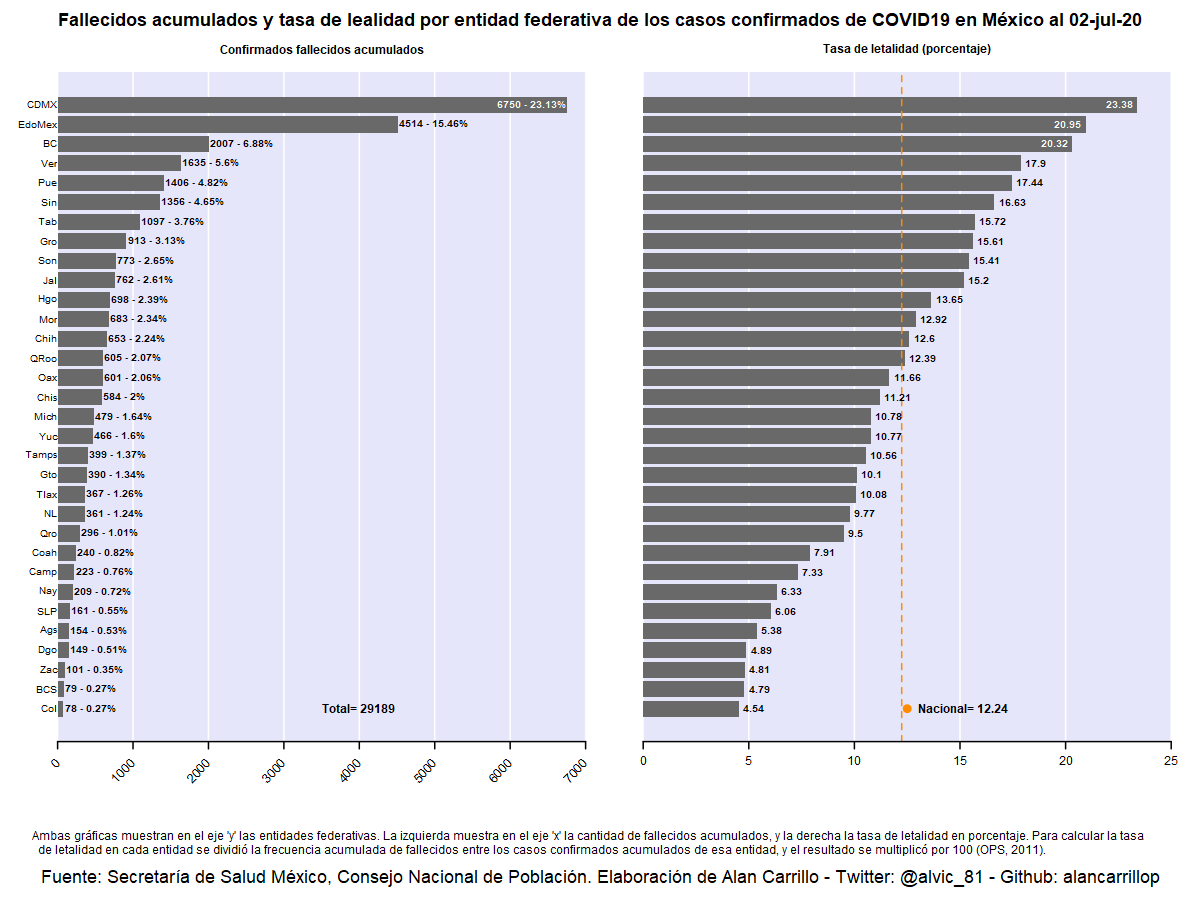 Fallecidos acumulados y tasa de lealidad por entidad federativa de los casos confirmados de COVID19 en México al 02-jul-20
Confirmados fallecidos acumulados
CDMX 6750 - 23.13%
EdoMex 4514 - 15.46%
BC 2007 - 6.88%
Ver 1635 - 5.6%
Pue 1406 - 4.82%
Sin 1356 - 4.65%
Tab 1097 - 3.76%
Gro 913 - 3.13%
Son 773 - 2.65%
Jal 762 - 2.61%
Hgo 698 - 2.39%
Mor 683 - 2.34%
Chih 653 - 2.24%
QRoo 605 - 2.07%
Oax 601 - 2.06%
Chis 584 - 2%
Mich 479 - 1.64%
Yuc 466 - 1.6%
Tamps 399 - 1.37%
Gto 390 - 1.34%
Tlax 367 - 1.26%
NL 361 - 1.24%
Qro 296 - 1.01%
Coah 240 - 0.82%
Camp 223 - 0.76%
Nay 209 - 0.72%
SLP 161 - 0.55%
Ags 154 - 0.53%
Dgo 149 - 0.51%
Zac 101 - 0.35%
BCS 79 - 0.27%
Col 78 - 0.27%
Total= 29189
0 1000 2000 3000 4000 5000 6000 7000
Tasa de letalidad (porcentaje)
23.38
20.95
20.32
17.9
17.44
16.63
15.72
15.61
15.41
15.2
13.65
12.92
12.6
12.39
11.66
11.21
10.78
10.77
10.56
10.1
10.08
9.77
9.5
7.91
7.33
6.33
6.06
5.38
4.89
4.81
4.79
4.54
Nacional= 12.24
0 5 10 15 20 25
Ambas gráficas muestran en el eje 'y' las entidades federativas. La izquierda muestra en el eje 'x' la cantidad de fallecidos acumulados, y la derecha la tasa de letalidad en porcentaje. Para calcular la tasa
de letalidad en cada entidad se dividió la frecuencia acumulada de fallecidos entre los casos confirmados acumulados de esa entidad, y el resultado se multiplicó por 100 (OPS, 2011).
Fuente: Secretaría de Salud México, Consejo Nacional de Población. Elaboración de Alan Carrillo - Twitter: @alvic_81 - Github: alancarrillop